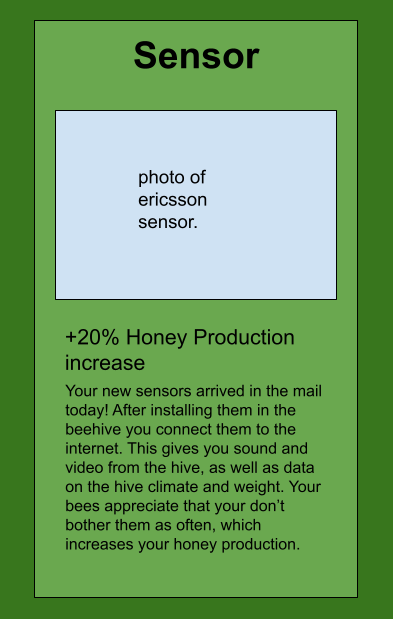 Sensor
photo of
ericsson
sensor.
+20% Honey Production
increase
Your new sensors arrived in the mail
today! After installing them in the
beehive you connect them to the
internet. This gives you sound and
video from the hive, as well as data
on the hive climate and weight. Your
bees appreciate that your don't
bother them as often, which
increases your honey production.